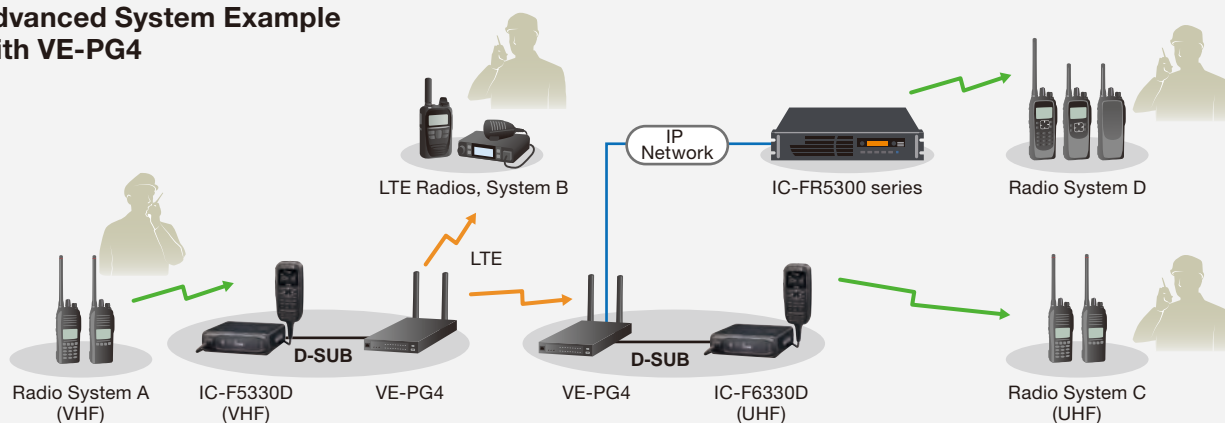 dvanced System Example
ith VE-PG4
IP
Network
LTE Radios, System B
IC-FR5300 series
Radio System D
LTE
D-SUB
D-SUB
Radio System A
(VHF)
IC-F5330D
(VHF)
VE-PG4
VE-PG4
IC-F6330D
(UHF)
Radio System C
(UHF)